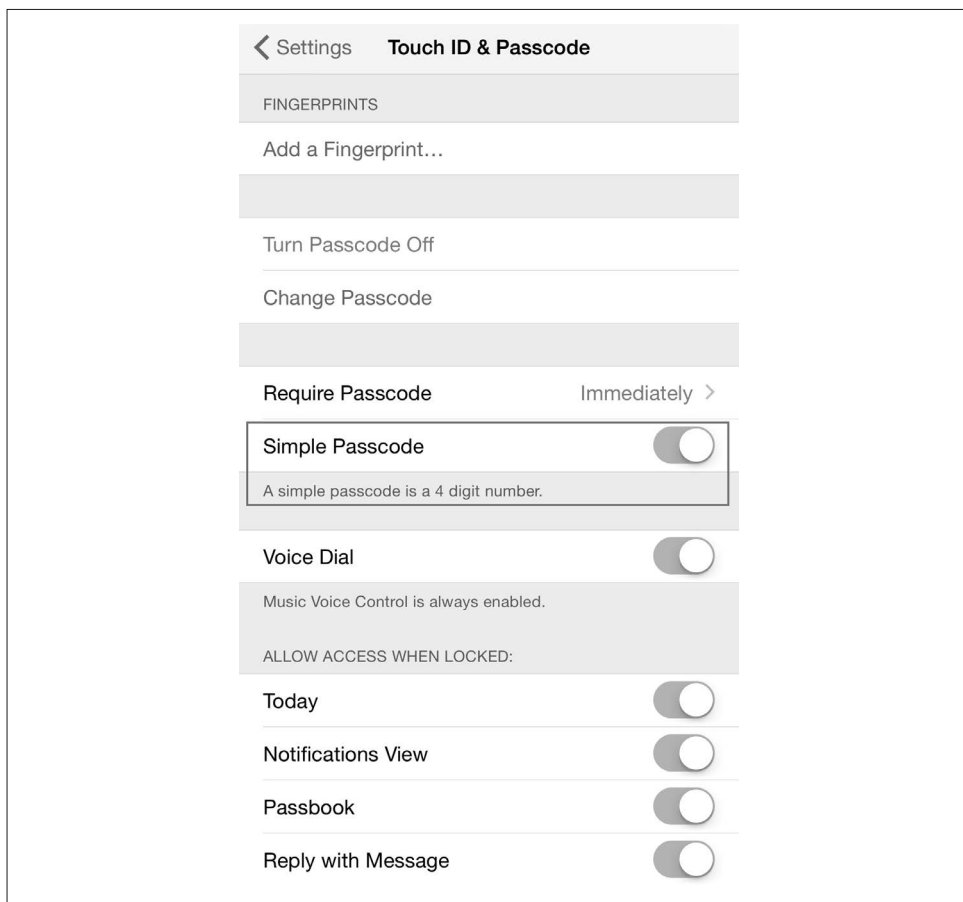 Settings Touch ID & Passcode
FINGERPRINTS
Add a Fingerprint...
Turn Passcode Off
Change Passcode
Require Passcode Immediately
Simple Passcode
A simple passcode is a 4 digit number.
Voice Dial
Music Voice Control is always enabled.
ALLOW ACCESS WHEN LOCKED:
Today
Notifications View
Passbook
Reply with Message